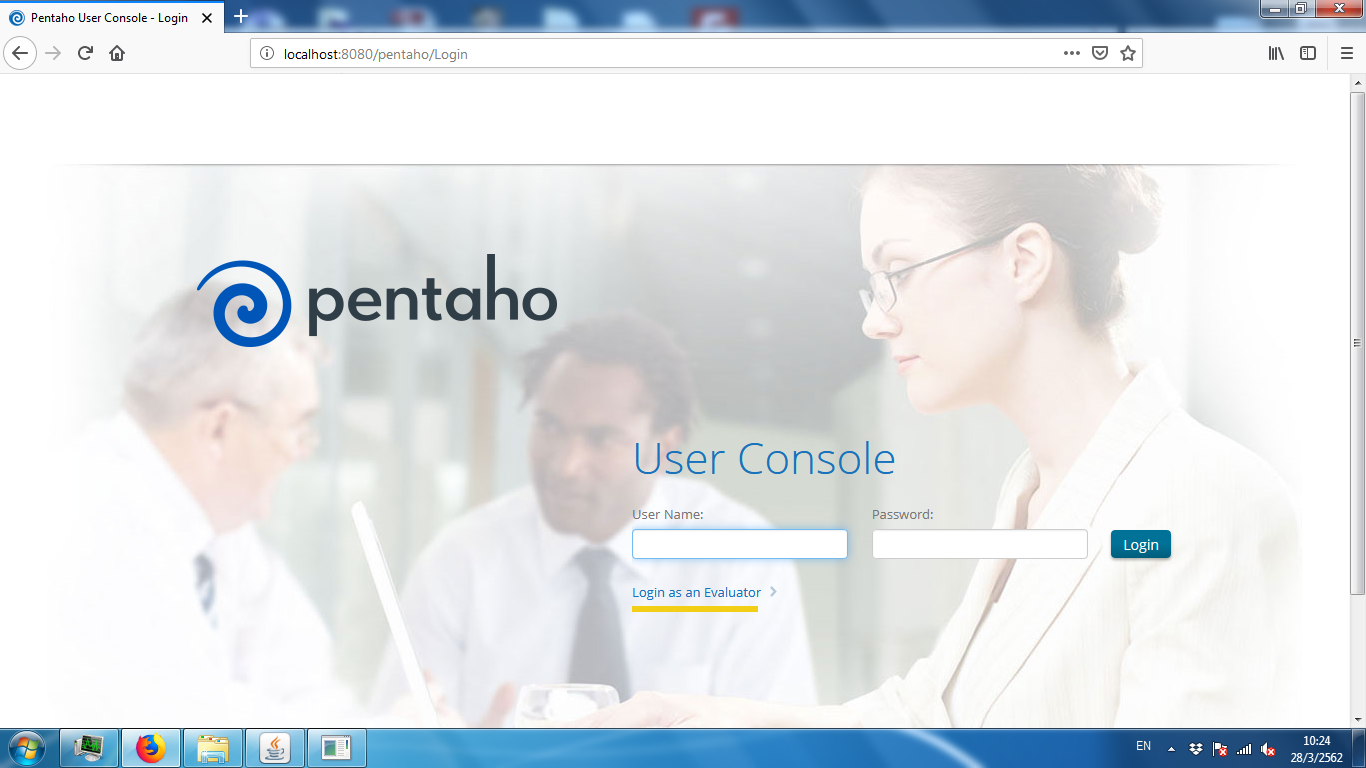 Pentaho User Console - Login
localhost:8080/pentaho/Login
pentaho
User Console
User Name:
Password:
Login
Login as an Evaluator
EN
10:24
28/3/2562